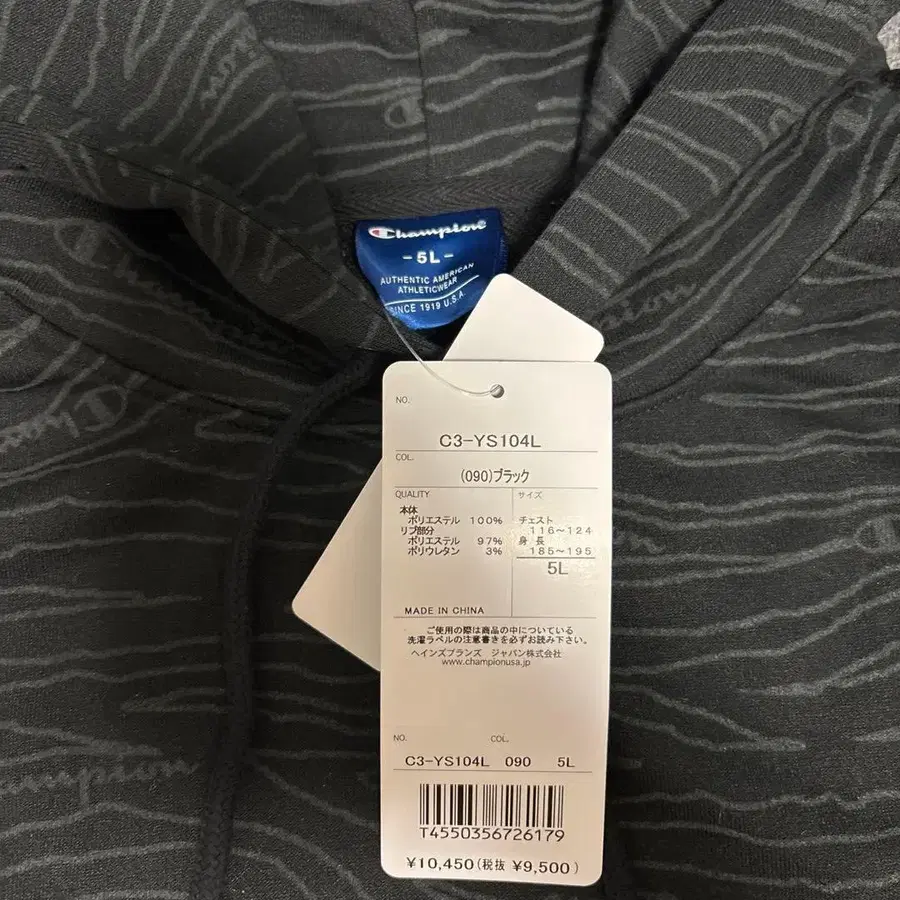 Champion
-5L-
AUTHENTIC AMERICAN
ATHLETICWEAR
SINCE 1919 U.S.A.
NO.
C3-YS104L
COL.
(090)ブラック
QUALITY
本体
ポリエステル 100%
リブ部分
ポリエステル 97%
ポリウレタン 3%
サイズ
チェスト
116~124
身長
185~195
5L
MADE IN CHINA
ご使用の際は商品の中についている
洗濯ラベルの注意書きを必ずお読み下さい。
ヘインズブランズ ジャパン株式会社
www.championusa.jp
NO. COL.
C3-YS104L 090 5L
T4550356726179
¥10,450(税抜 ¥9,500)
Champion